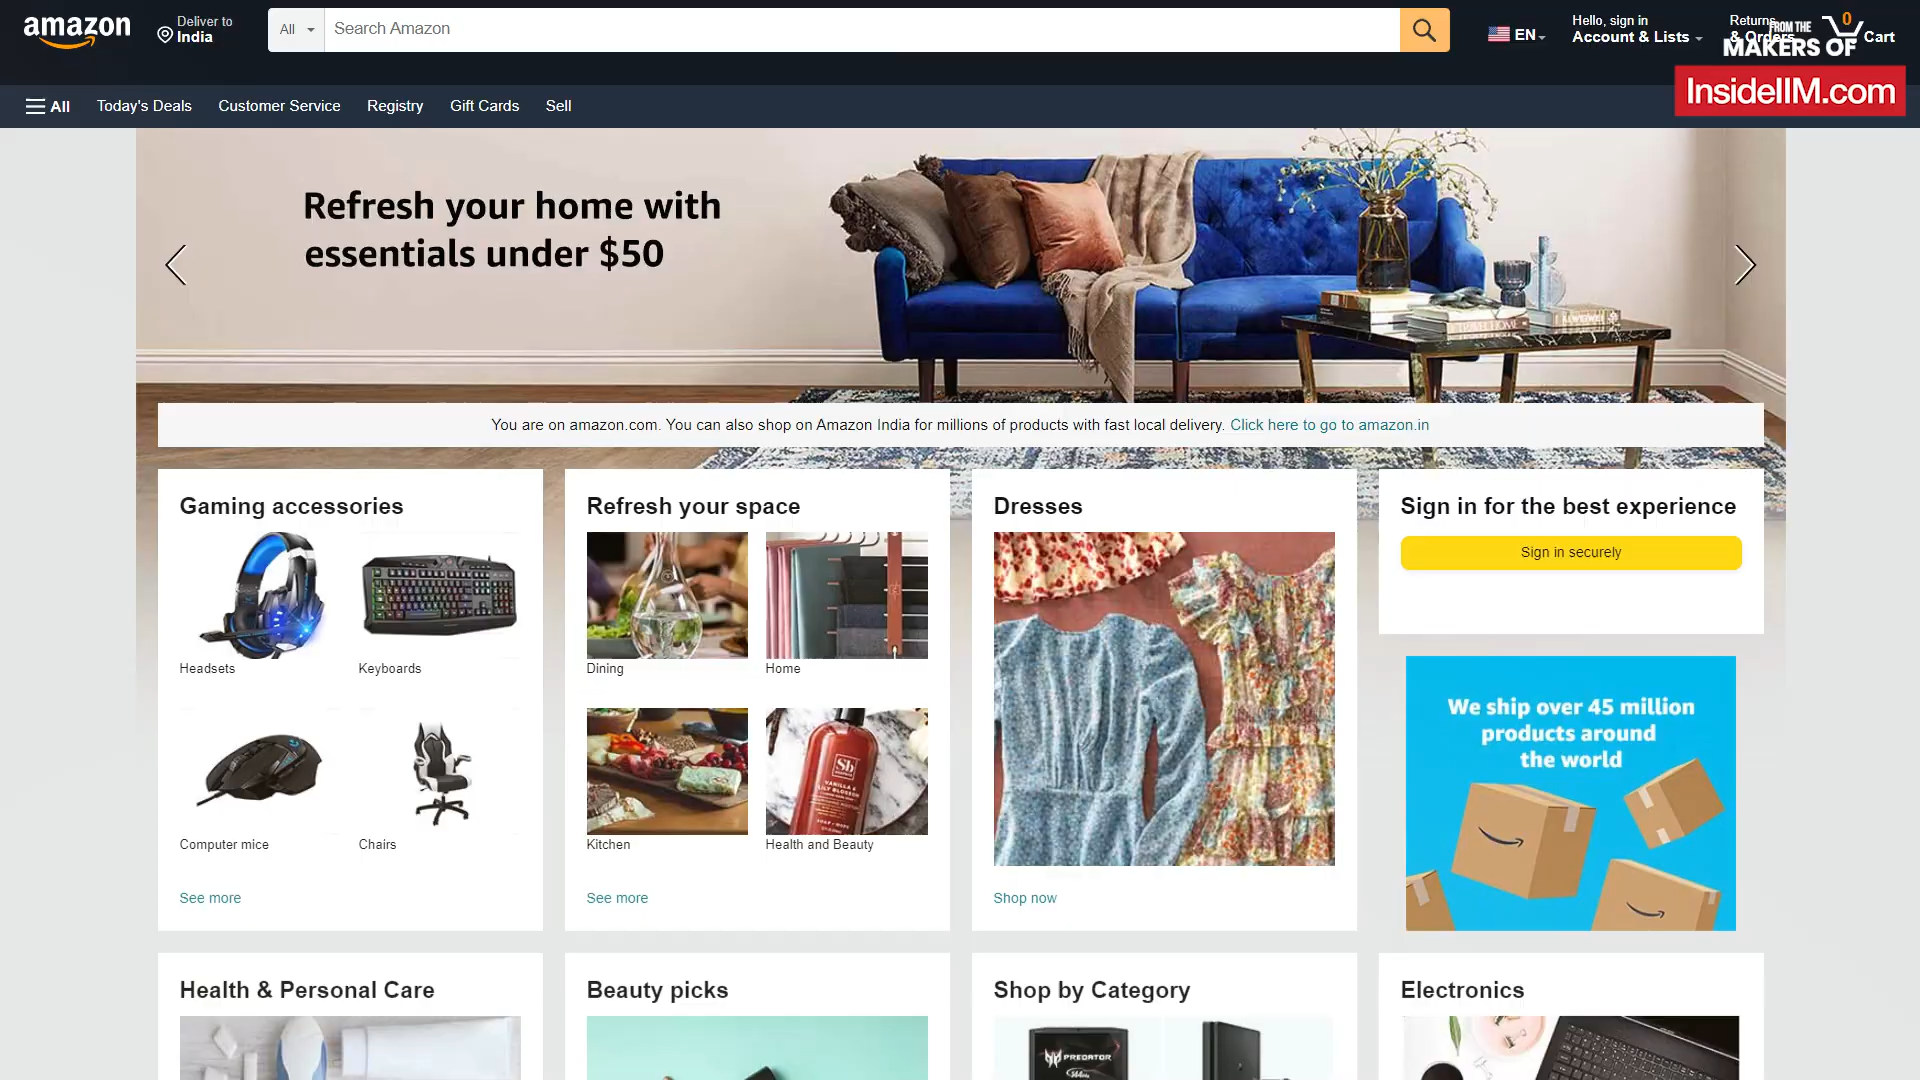 amazon
Deliver to
India
All
Search Amazon
EN
Hello, sign in
Account & Lists
Returns
& Orders
0
Cart
FROM THE
MAKERS OF
InsideIIM.com
All
Today's Deals
Customer Service
Registry
Gift Cards
Sell
Refresh your home with
essentials under $50
You are on amazon.com. You can also shop on Amazon India for millions of products with fast local delivery. Click here to go to amazon.in
Gaming accessories
Headsets
Keyboards
Computer mice
Chairs
See more
Refresh your space
Dining
Home
Kitchen
Health and Beauty
See more
Sb
VANILLA &
LILY BLOSSOM
Dresses
Shop now
Sign in for the best experience
Sign in securely
We ship over 45 million
products around
the world
Health & Personal Care
Beauty picks
Shop by Category
PREDATOR
Electronics